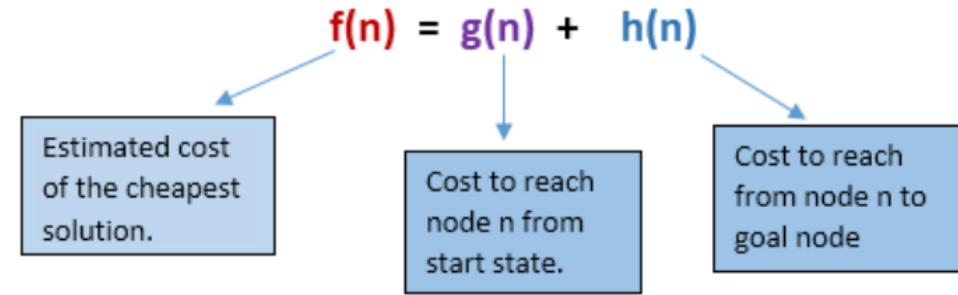 f(n) = g(n) + h(n)
Estimated cost
of the cheapest
solution.
Cost to reach
node n from
start state.
Cost to reach
from node n to
goal node